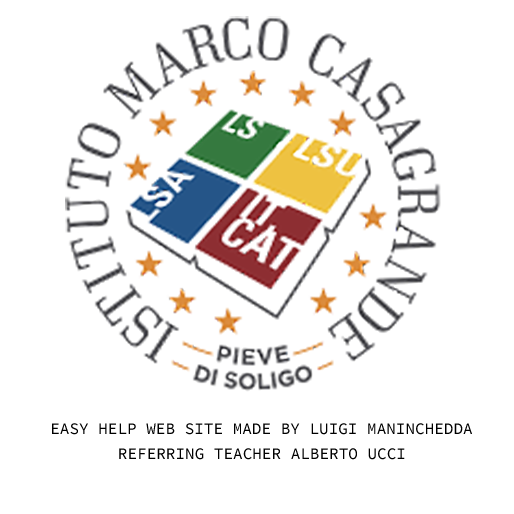 ISTITUTO MARCO CASAGRANDE
LS
LSU
LSA
IT
CAT
PIEVE
DI SOLIGO
EASY HELP WEB SITE MADE BY LUIGI MANINCHEDDA
REFERRING TEACHER ALBERTO UCCI